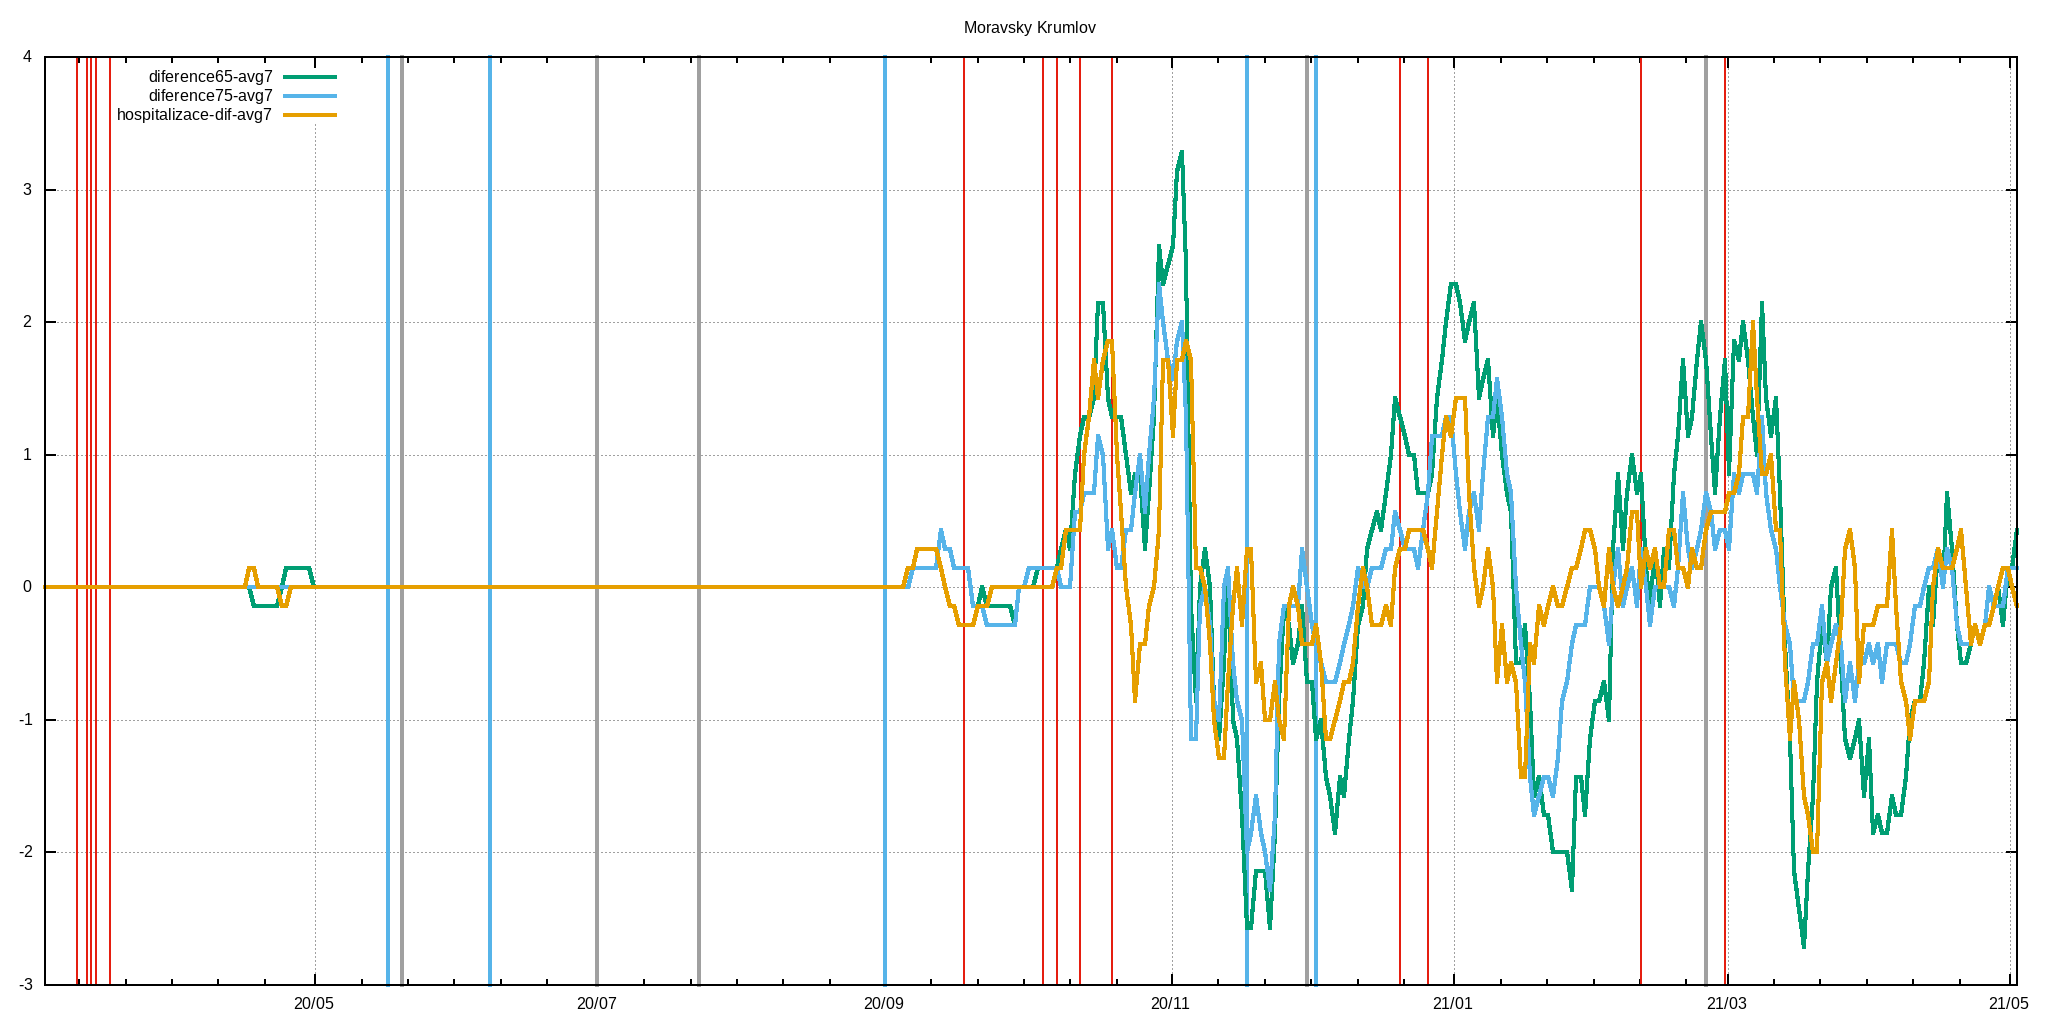 Moravsky Krumlov
diference65-avg7
diference75-avg7
hospitalizace-dif-avg7
4
3
2
1
0
-1
-2
-3
20/05 20/07 20/09 20/11 21/01 21/03 21/05